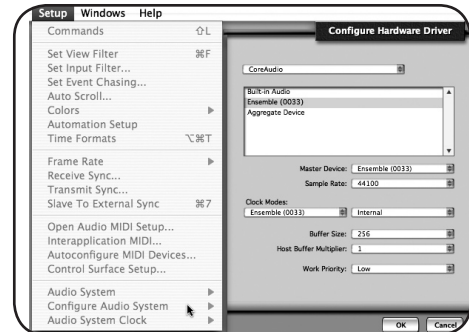 Setup Windows Help
Commands ⇧L
Set View Filter ⌘F
Set Input Filter...
Set Event Chasing...
Auto Scroll...
Colors
Automation Setup
Time Formats ⌥⌘T
Frame Rate
Receive Sync...
Transmit Sync...
Slave To External Sync ⌘7
Open Audio MIDI Setup...
Interapplication MIDI...
Autoconfigure MIDI Devices...
Control Surface Setup...
Audio System
Configure Audio System
Audio System Clock
Configure Hardware Driver
CoreAudio
Built-in Audio
Ensemble (0033)
Aggregate Device
Master Device: Ensemble (0033)
Sample Rate: 44100
Clock Modes:
Ensemble (0033) Internal
Buffer Size: 256
Host Buffer Multiplier: 1
Work Priority: Low
OK Cancel